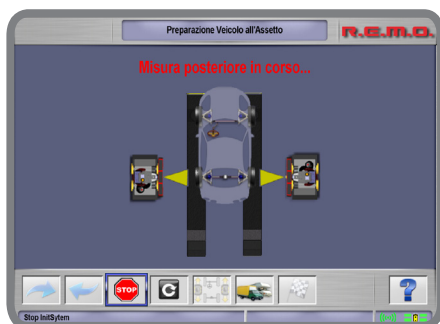 Preparazione Veicolo all'Assetto
R.E.M.O.
Misura posteriore in corso...
STOP
C
?
Stop InitSytem